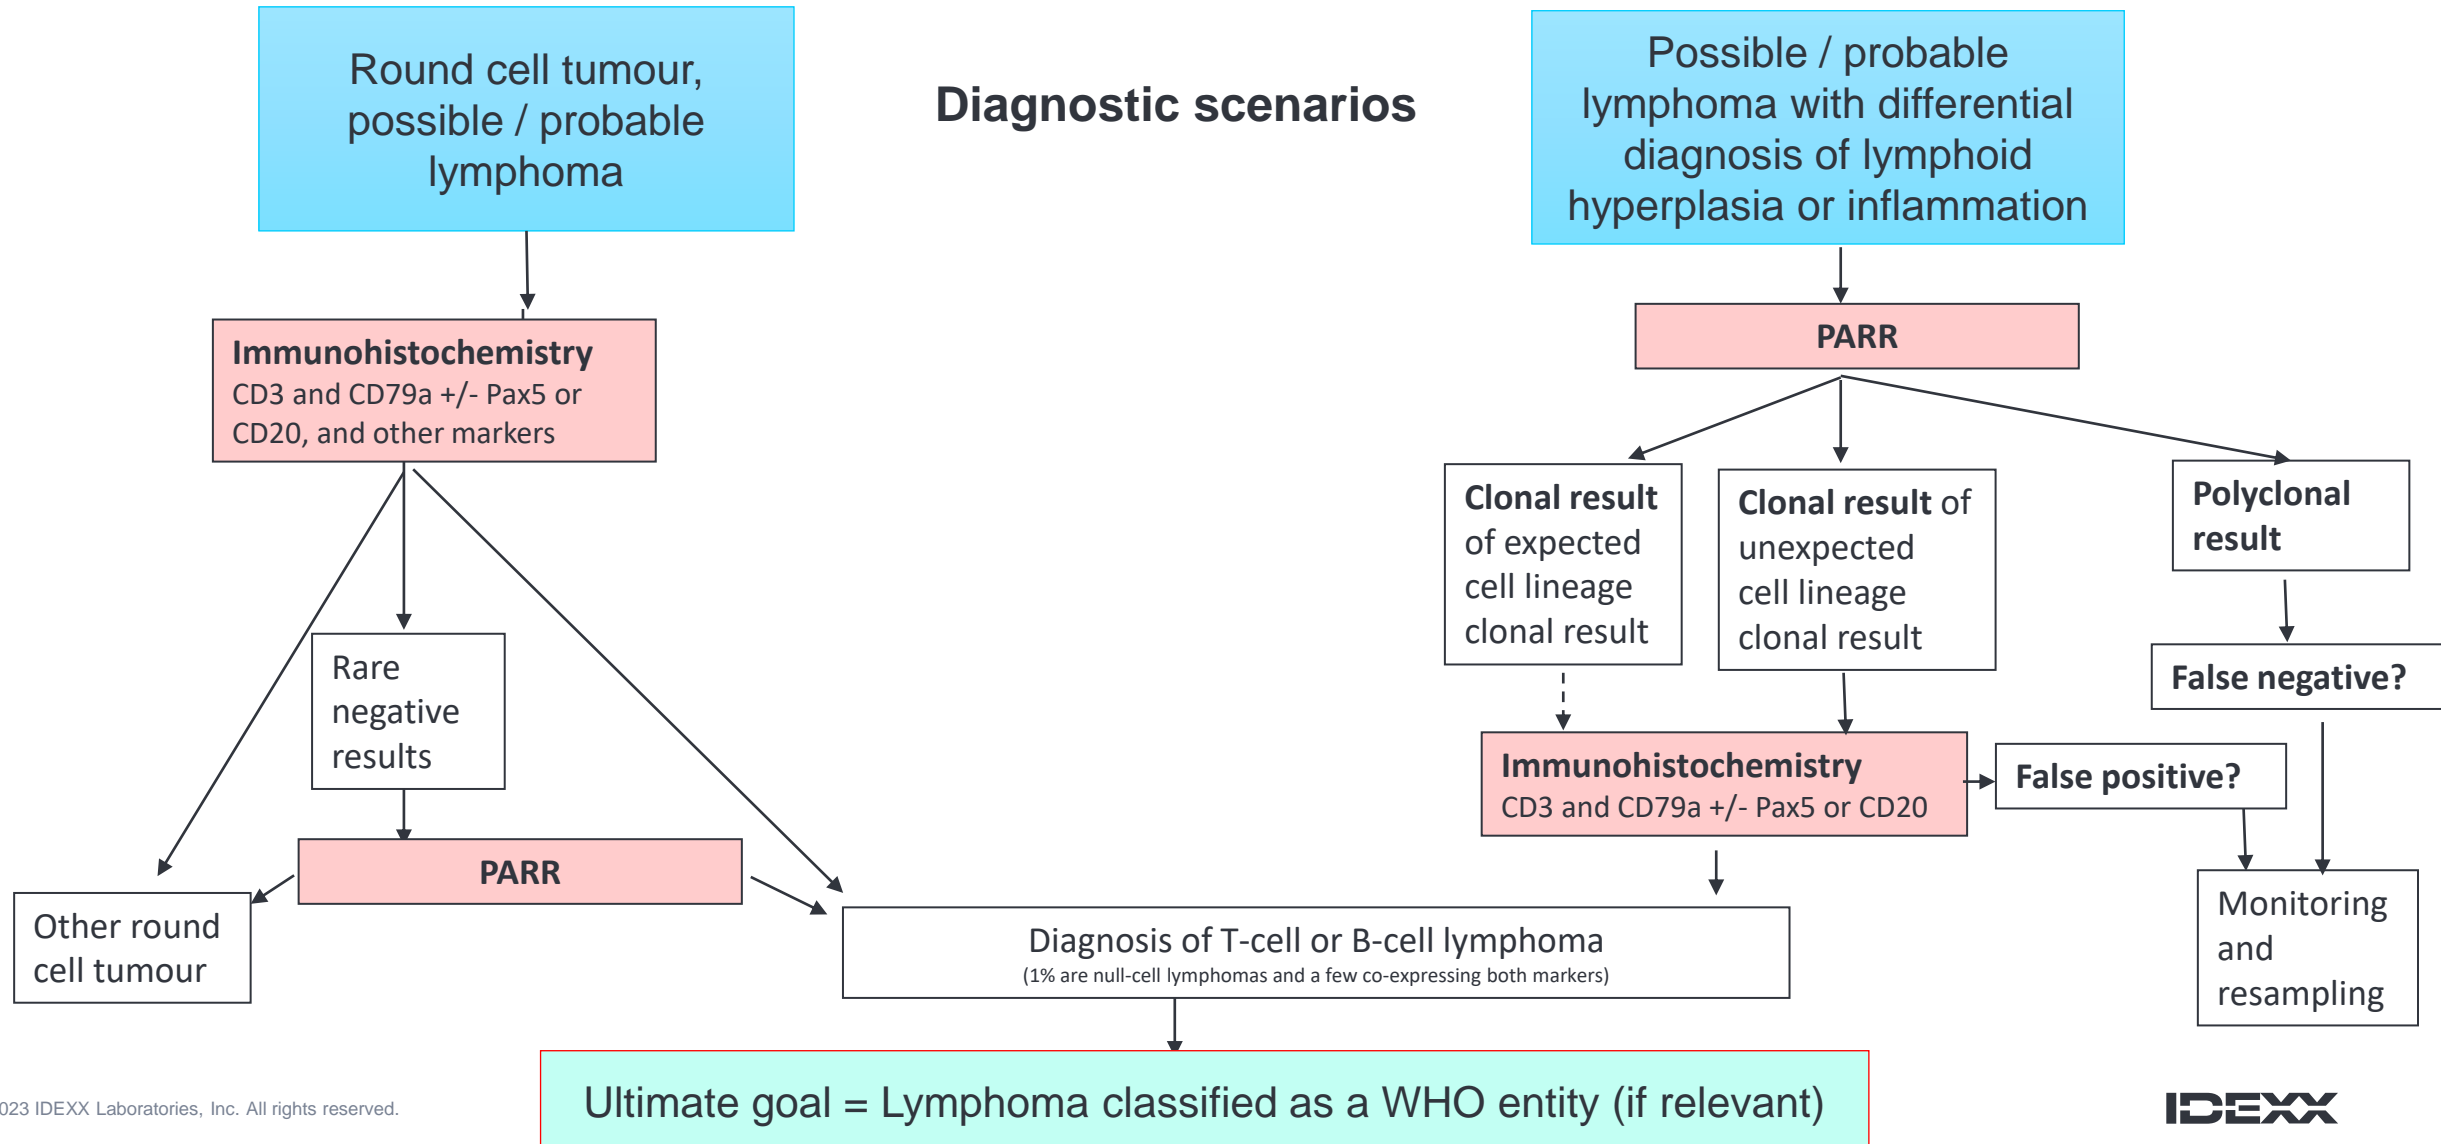 Round cell tumour,
possible / probable
lymphoma
Diagnostic scenarios
Possible / probable
lymphoma with differential
diagnosis of lymphoid
hyperplasia or inflammation
Immunohistochemistry
CD3 and CD79a +/- Pax5 or
CD20, and other markers
PARR
Clonal result
of expected
cell lineage
clonal result
Clonal result of
unexpected
cell lineage
clonal result
Polyclonal
result
Rare
negative
results
False negative?
Immunohistochemistry
CD3 and CD79a +/- Pax5 or CD20
False positive?
PARR
Other round
cell tumour
Diagnosis of T-cell or B-cell lymphoma
(1% are null-cell lymphomas and a few co-expressing both markers)
Monitoring
and
resampling
Ultimate goal = Lymphoma classified as a WHO entity (if relevant)
023 IDEXX Laboratories, Inc. All rights reserved.
IDEXX